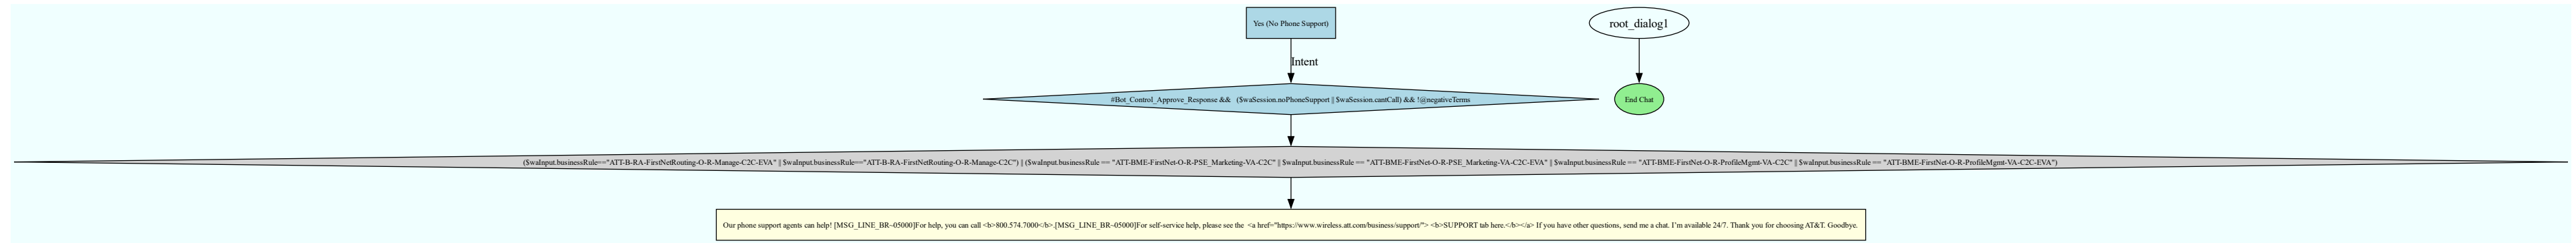 Yes (No Phone Support)
root_dialog1
Intent
#Bot_Control_Approve_Response && ($waSession.noPhoneSupport || $waSession.cantCall) && !@negativeTerms
End Chat
($waInput.businessRule=="ATT-B-RA-FirstNetRouting-O-R-Manage-C2C-EVA" || $waInput.businessRule=="ATT-B-RA-FirstNetRouting-O-R-Manage-C2C") || ($waInput.businessRule == "ATT-BME-FirstNet-O-R-PSE_Marketing-VA-C2C" || $waInput.businessRule == "ATT-BME-FirstNet-O-R-PSE_Marketing-VA-C2C-EVA" || $waInput.businessRule == "ATT-BME-FirstNet-O-R-ProfileMgmt-VA-C2C" || $waInput.businessRule == "ATT-BME-FirstNet-O-R-ProfileMgmt-VA-C2C-EVA")
Our phone support agents can help! [MSG_LINE_BR~05000]For help, you can call <b>800.574.7000</b>.[MSG_LINE_BR~05000]For self-service help, please see the <a href="https://www.wireless.att.com/business/support/"> <b>SUPPORT tab here.</b></a> If you have other questions, send me a chat. I’m available 24/7. Thank you for choosing AT&T. Goodbye.